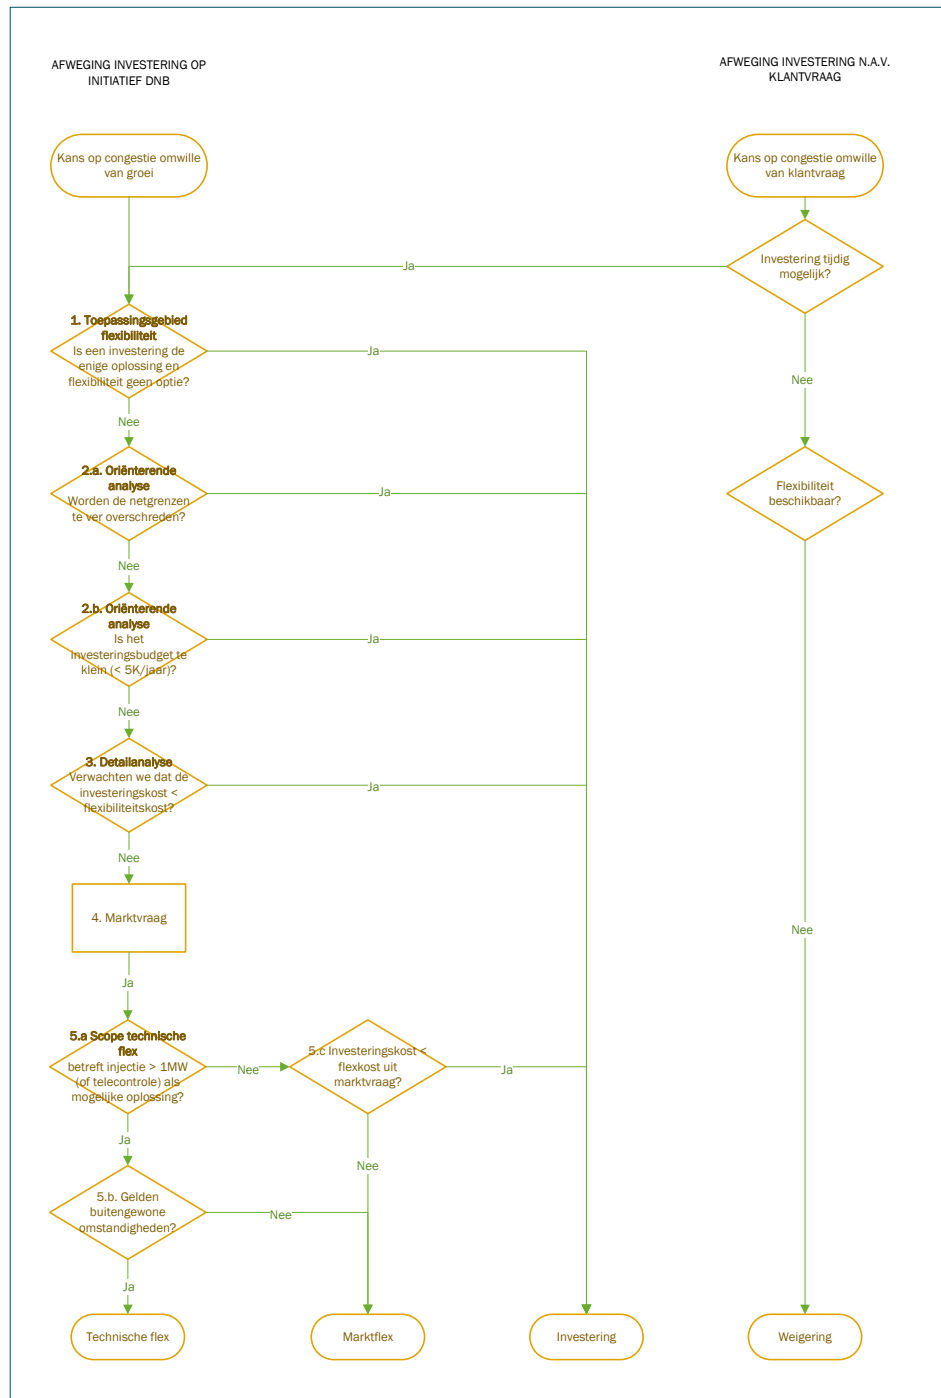 AFWEGING INVESTERING OP
INITIATIEF DNB
AFWEGING INVESTERING N.A.V.
KLANTVRAAG
Kans op congestie omwille
van groei
Kans op congestie omwille
van klantvraag
Investering tijdig
mogelijk?
Ja
1. Toepassingsgebied
flexibiliteit
Is een investering de
enige oplossing en
flexibiliteit geen optie?
Ja
Nee
Nee
2.a. Oriënterende
analyse
Worden de netgrenzen
te ver overschreden?
Ja
Flexibiliteit
beschikbaar?
Nee
2.b. Oriënterende
analyse
Is het
investeringsbudget te
klein (< 5K/jaar)?
Ja
Nee
3. Detailanalyse
Verwachten we dat de
investeringskost <
flexibiliteitskost?
Ja
Nee
4. Marktvraag
Nee
Ja
5.a Scope technische
flex
betreft injectie > 1MW
(of telecontrole) als
mogelijke oplossing?
Nee
5.c Investeringskost <
flexkost uit
marktvraag?
Ja
Ja
Nee
5.b. Gelden
buitengewone
omstandigheden?
Nee
Ja
Technische flex
Marktflex
Investering
Weigering